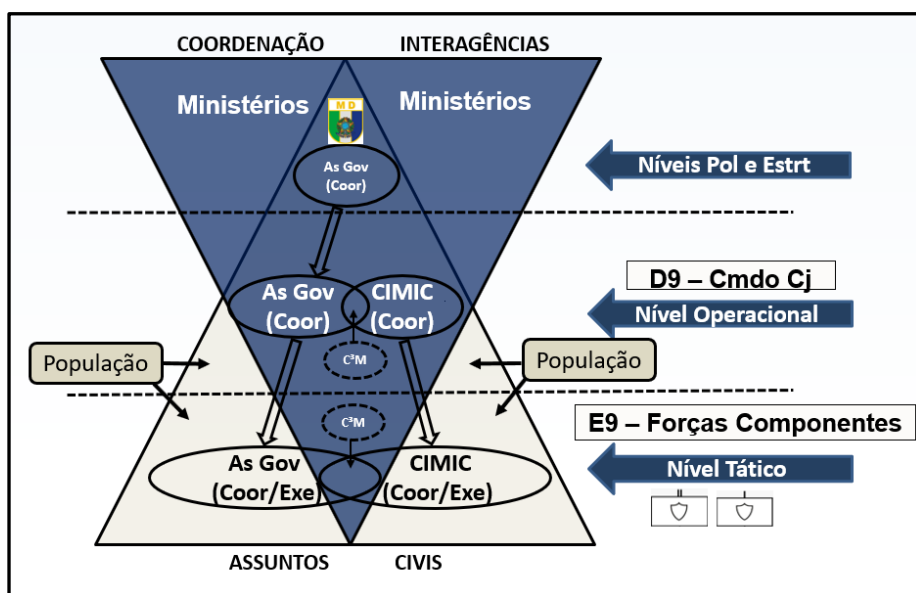 COORDENAÇÃO
INTERAGÊNCIAS
Ministérios
Ministérios
M D
As Gov
(Coor)
Níveis Pol e Estrt
D9 – Cmdo Cj
As Gov
(Coor)
CIMIC
(Coor)
Nível Operacional
C³M
População
População
C³M
E9 – Forças Componentes
As Gov
(Coor/Exe)
CIMIC
(Coor/Exe)
Nível Tático
ASSUNTOS
CIVIS